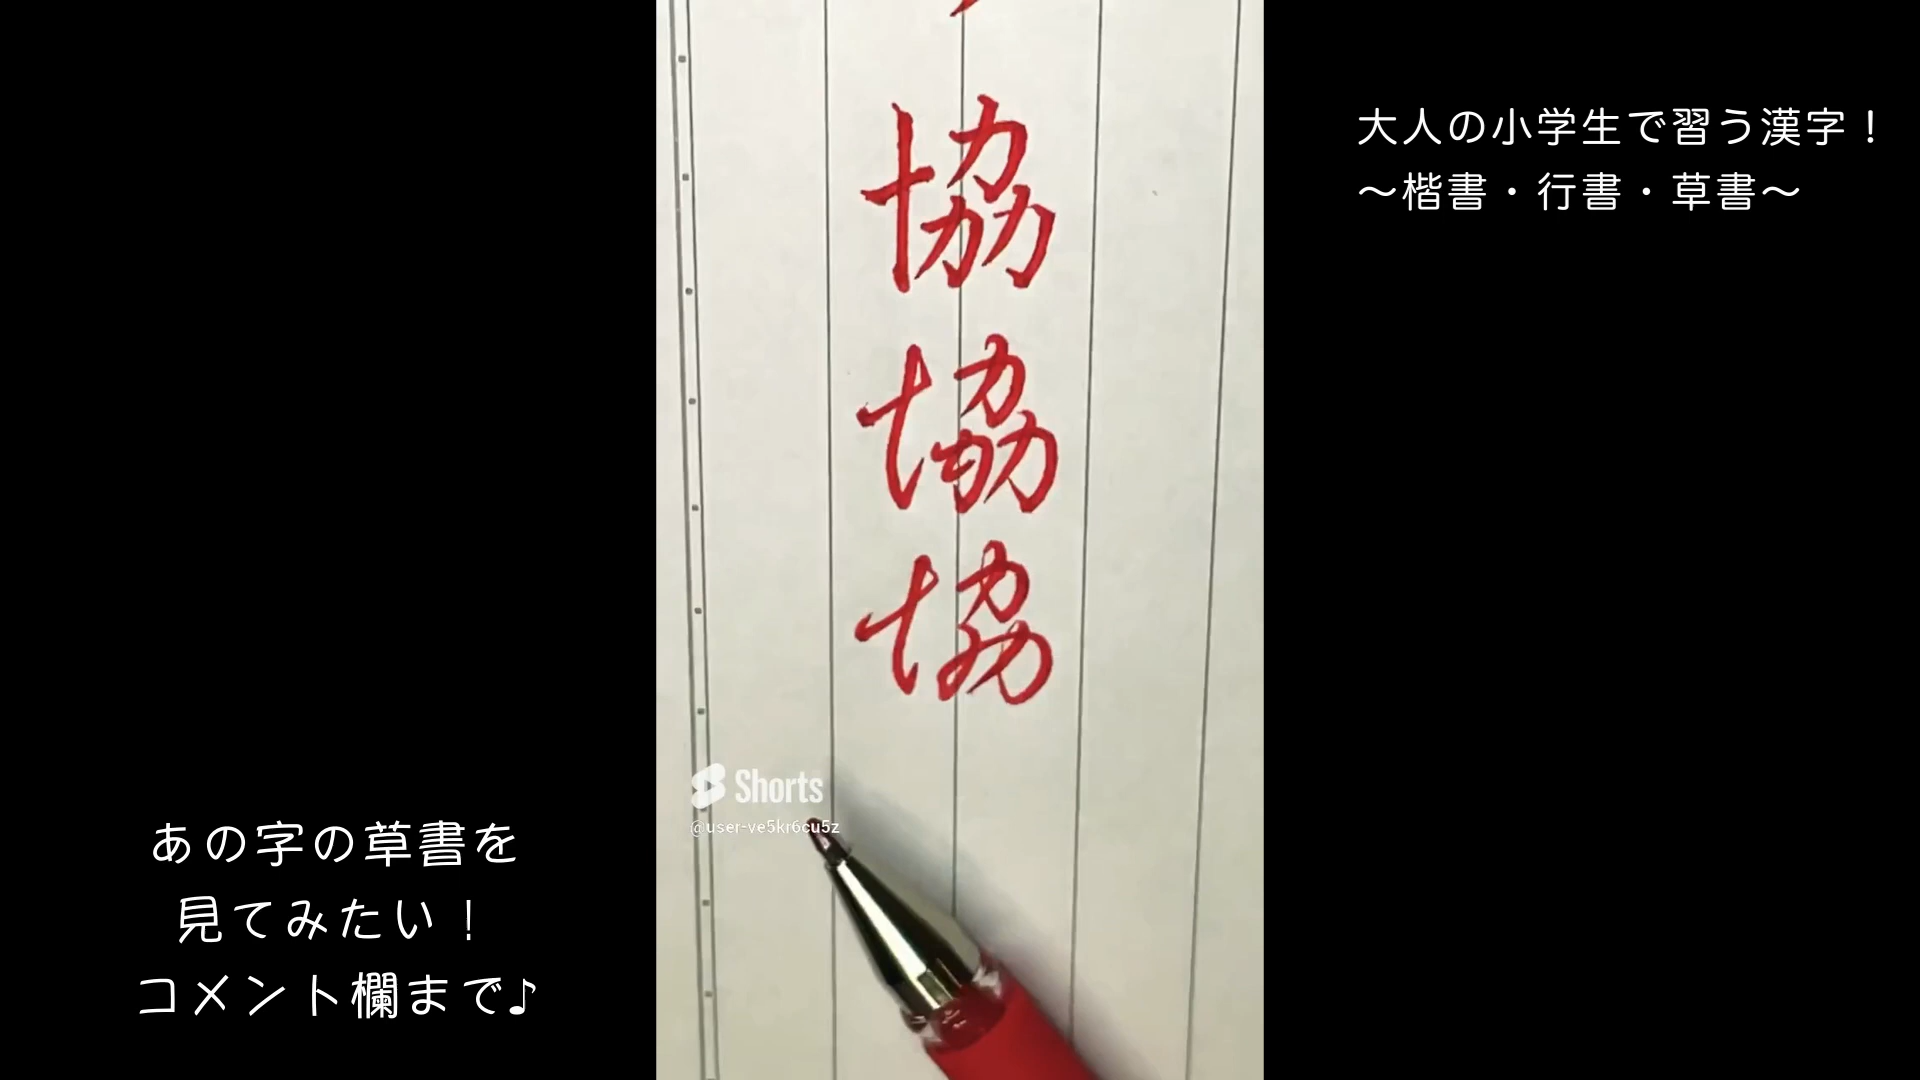 大人の小学生で習う漢字！
〜楷書・行書・草書〜
協
協
協
Shorts
@user-ve5kr6cu5z
あの字の草書を
見てみたい！
コメント欄まで♪